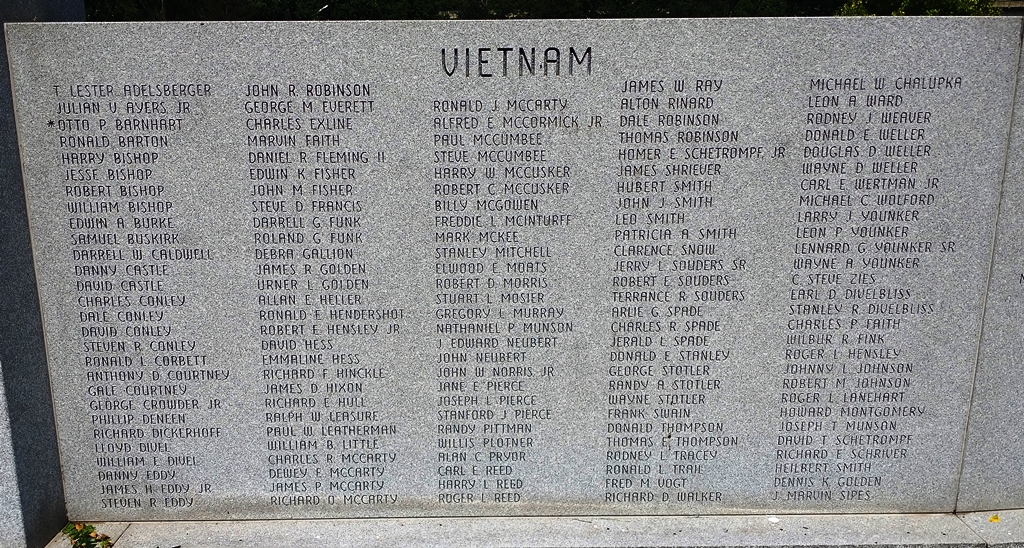 VIETNAM
T. LESTER ADELSBERGER
JULIAN V. AYERS, JR
*OTTO P. BARNHART
RONALD BARTON
HARRY BISHOP
JESSE BISHOP
ROBERT BISHOP
WILLIAM BISHOP
EDWIN A BURKE
SAMUEL BUSKIRK
DARRELL W CALDWELL
DANNY CASTLE
DAVID CASTLE
CHARLES CONLEY
DALE CONLEY
DAVID CONLEY
STEVEN R CONLEY
RONALD L CORBETT
ANTHONY D COURTNEY
GALE COURTNEY
GEORGE CROWDER JR
PHILLIP DENEEN
RICHARD DICKERHOFF
LLOYD DIVEL
WILLIAM E DIVEL
DANNY EDDY
JAMES H EDDY JR
STEVEN R EDDY
JOHN R ROBINSON
GEORGE M EVERETT
CHARLES EXLINE
MARVIN FAITH
DANIEL R FLEMING II
EDWIN K FISHER
JOHN M FISHER
STEVE D FRANCIS
DARRELL G FUNK
ROLAND G FUNK
DEBRA GALLION
JAMES R GOLDEN
URNER L GOLDEN
ALLAN E HELLER
RONALD F HENDERSHOT
ROBERT E HENSLEY JR
DAVID HESS
EMMALINE HESS
RICHARD F HINCKLE
JAMES D HIXON
RICHARD E HULL
RALPH W LEASURE
PAUL W LEATHERMAN
WILLIAM B LITTLE
CHARLES R MCCARTY
DEWEY E MCCARTY
JAMES P MCCARTY
RICHARD O MCCARTY
RONALD J MCCARTY
ALFRED E MCCORMICK JR
PAUL MCCUMBEE
STEVE MCCUMBEE
HARRY W MCCUSKER
ROBERT C MCCUSKER
BILLY MCGOWEN
FREDDIE L MCINTURFF
MARK MCKEE
STANLEY MITCHELL
ELWOOD E MOATS
ROBERT D MORRIS
STUART L MOSIER
GREGORY L MURRAY
NATHANIEL P MUNSON
J EDWARD NEUBERT
JOHN NEUBERT
JOHN W NORRIS JR
JANE E PIERCE
JOSEPH L PIERCE
STANFORD J PIERCE
RANDY PITTMAN
WILLIS PLOTNER
ALAN C PRYOR
CARL E REED
HARRY L REED
ROGER L REED
JAMES W RAY
ALTON RINARD
DALE ROBINSON
THOMAS ROBINSON
HOMER E SCHETROMPF, JR
JAMES SHRIEVER
HUBERT SMITH
JOHN J SMITH
LEO SMITH
PATRICIA A SMITH
CLARENCE SNOW
JERRY L SOUDERS SR
ROBERT E SOUDERS
TERRANCE R SOUDERS
ARLIE G SPADE
CHARLES R SPADE
JERALD L SPADE
DONALD E STANLEY
GEORGE STOTLER
RANDY A STOTLER
WAYNE STOTLER
FRANK SWAIN
DONALD THOMPSON
THOMAS E THOMPSON
RODNEY L TRACEY
RONALD L TRAIL
FRED M VOGT
RICHARD D WALKER
MICHAEL W CHALUPKA
LEON A WARD
RODNEY J WEAVER
DONALD E WELLER
DOUGLAS D WELLER
WAYNE D WELLER
CARL E WERTMAN JR
MICHAEL C WOLFORD
LARRY J YOUNKER
LEON P YOUNKER
LENNARD G YOUNKER SR
WAYNE A YOUNKER
C. STEVE ZIES
EARL D DIVELBLISS
STANLEY R DIVELBLISS
CHARLES P FAITH
WILBUR R FINK
ROGER L HENSLEY
JOHNNY L JOHNSON
ROBERT M JOHNSON
ROGER L LANEHART
HOWARD MONTGOMERY
JOSEPH T MUNSON
DAVID T SCHETROMPF
RICHARD E SCHRIVER
HEILBERT SMITH
DENNIS K GOLDEN
J. MARVIN SIPES